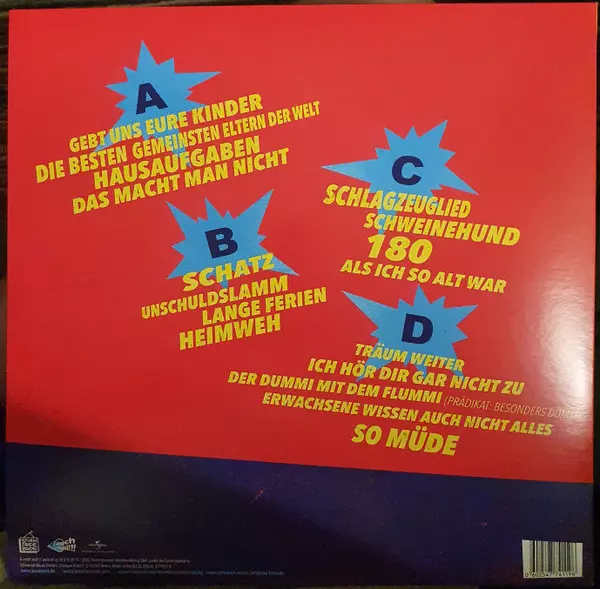 A
GEBT UNS EURE KINDER
DIE BESTEN GEMEINSTEN ELTERN DER WELT
HAUSAUFGABEN
DAS MACHT MAN NICHT
B
SCHATZ
UNSCHULDSLAMM
LANGE FERIEN
HEIMWEH
C
SCHLAGZEUGLIED
SCHWEINEHUND
180
ALS ICH SO ALT WAR
D
TRÄUM WEITER
ICH HÖR DIR GAR NICHT ZU
DER DUMMI MIT DEM FLUMMI (PRÄDIKAT: BESONDERS
ERWACHSENE WISSEN AUCH NICHT ALLES
SO MÜDE